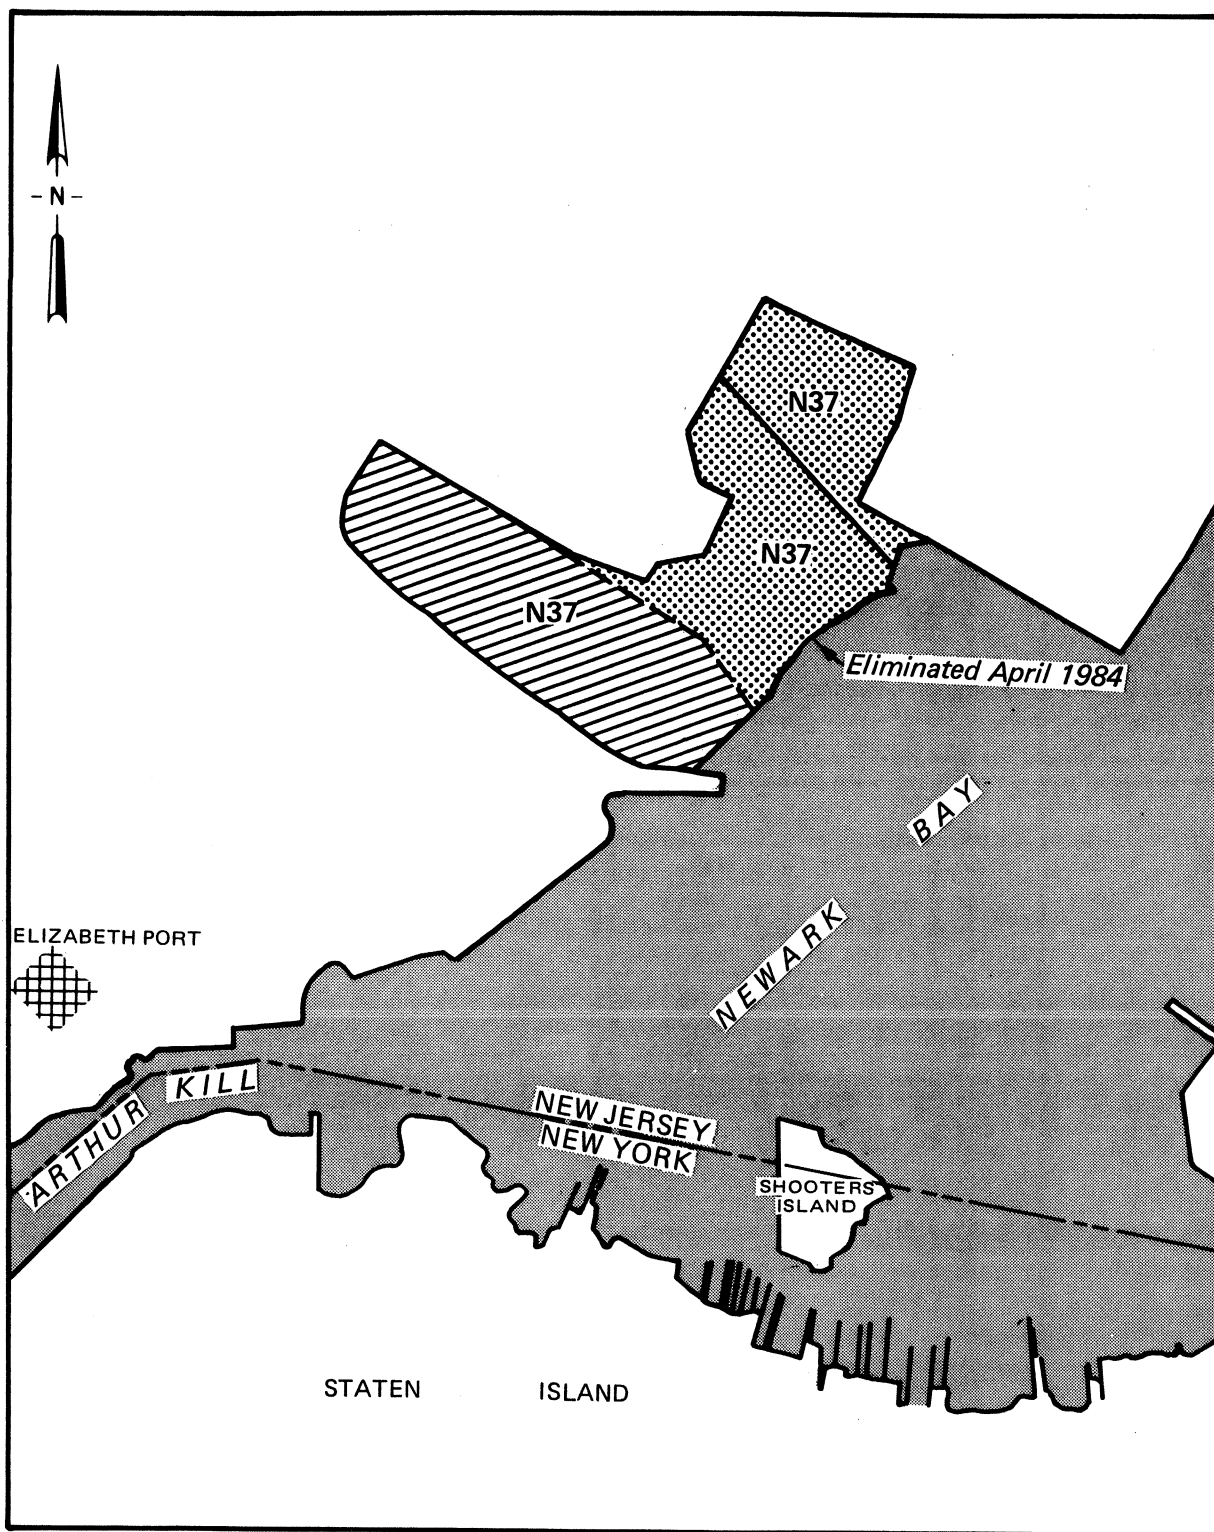 - N -
N37
N37
N37
Eliminated April 1984
BAY
NEWARK
ELIZABETH PORT
KILL
ARTHUR
NEW JERSEY
NEW YORK
SHOOTERS
ISLAND
STATEN ISLAND